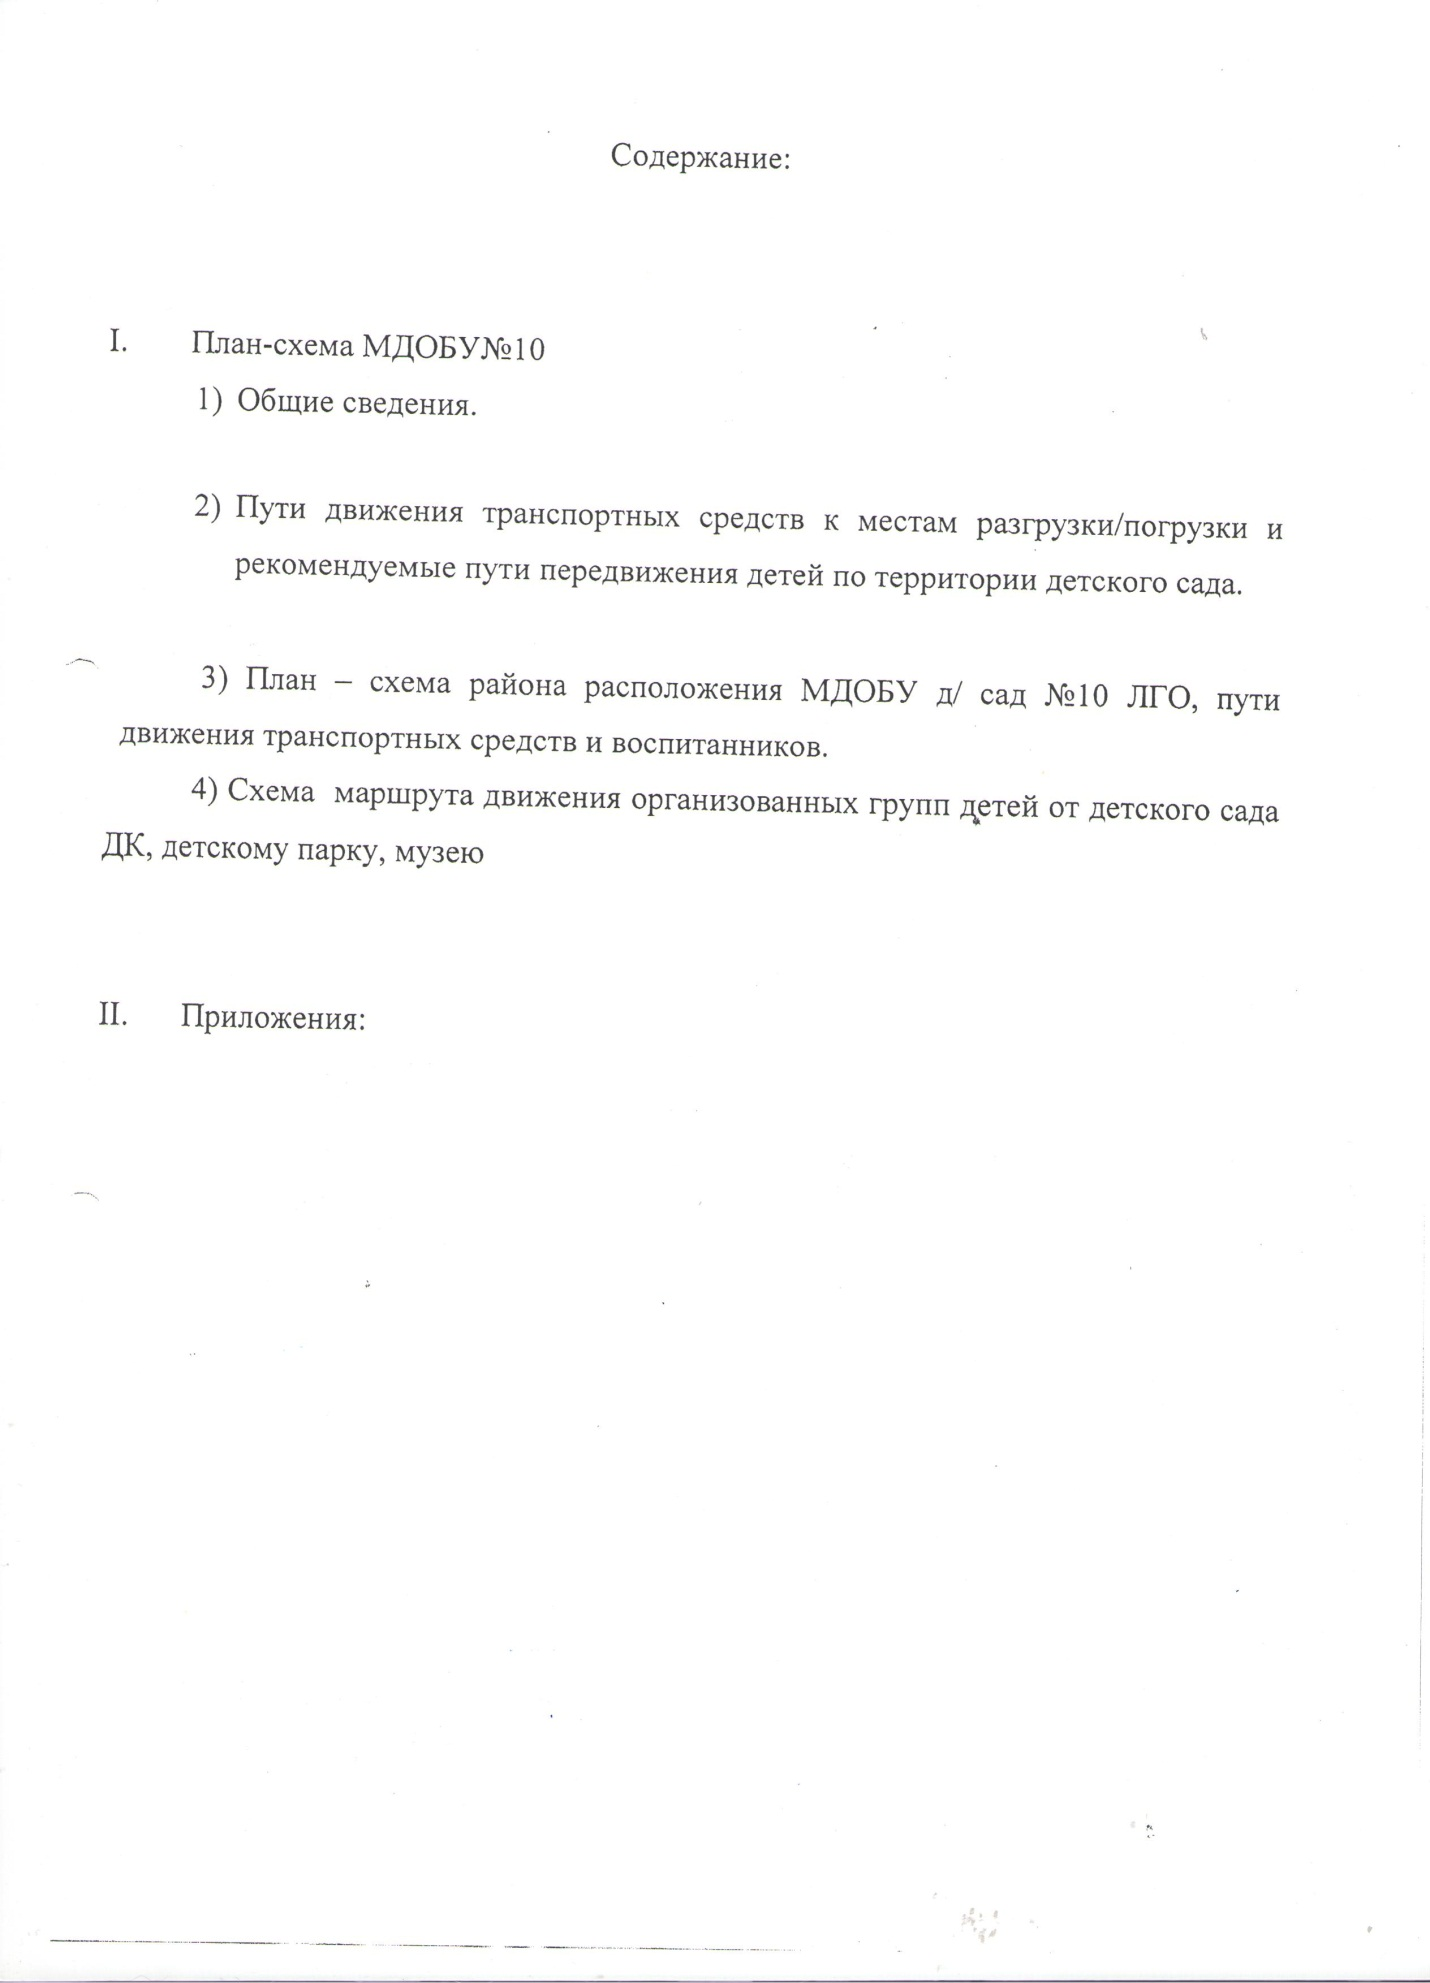 Содержание:
I. План-схема МДОБУ№10
1) Общие сведения.
2) Пути движения транспортных средств к местам разгрузки/погрузки и
рекомендуемые пути передвижения детей по территории детского сада.
3) План – схема района расположения МДОБУ д/ сад №10 ЛГО, пути
движения транспортных средств и воспитанников.
4) Схема маршрута движения организованных групп детей от детского сада
ДК, детскому парку, музею
II. Приложения: